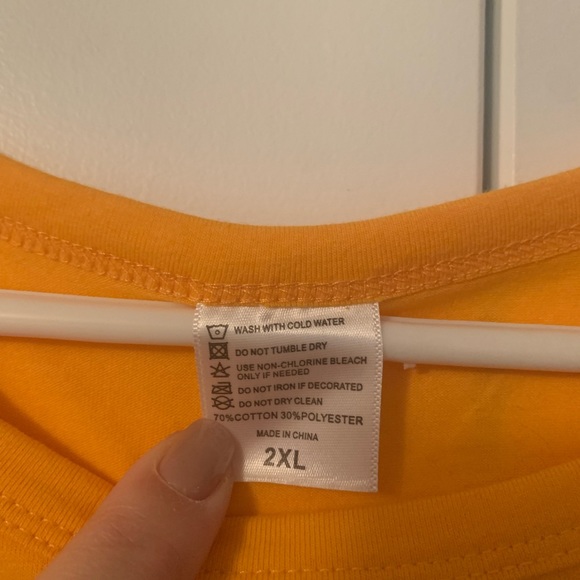 WASH WITH COLD WATER
DO NOT TUMBLE DRY
USE NON-CHLORINE BLEACH
ONLY IF NEEDED
DO NOT IRON IF DECORATED
DO NOT DRY CLEAN
70%COTTON 30%POLYESTER
MADE IN CHINA
2XL